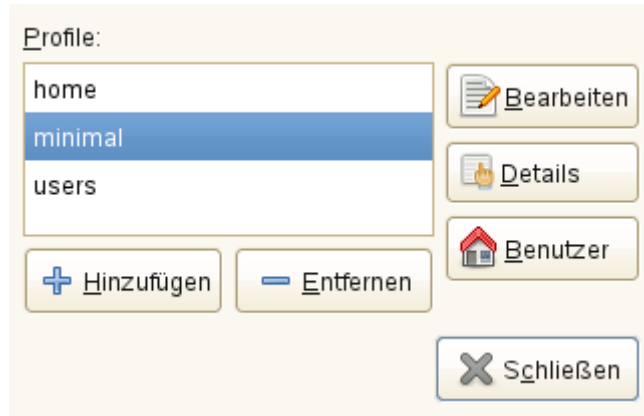 Profile:
home
minimal
users
Bearbeiten
Details
Benutzer
Hinzufügen
Entfernen
Schließen